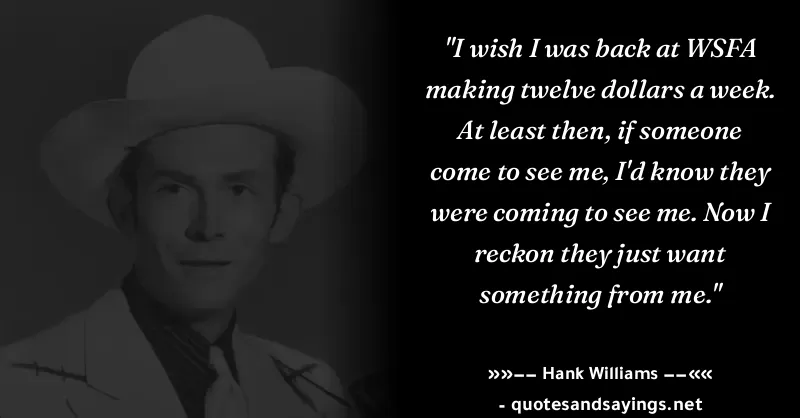 "I wish I was back at WSFA
making twelve dollars a week.
At least then, if someone
come to see me, I'd know they
were coming to see me. Now I
reckon they just want
something from me."
»»−− Hank Williams −−««
- quotesandsayings.net